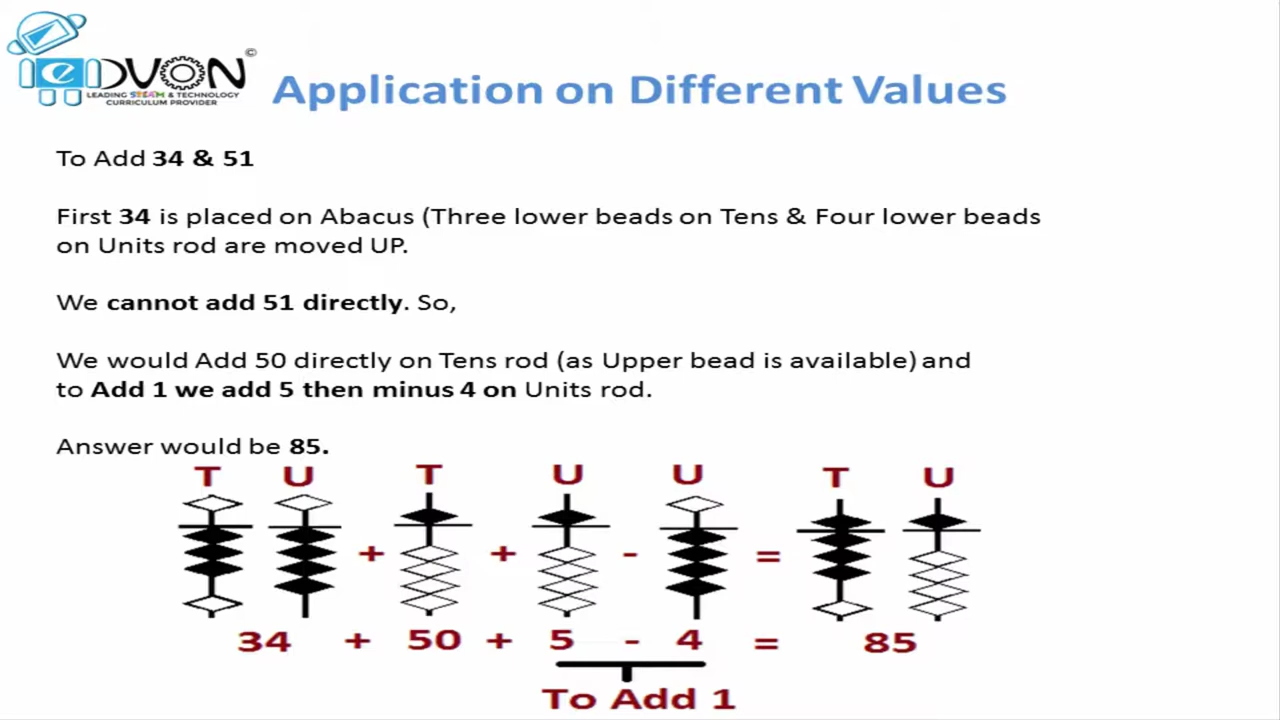 eDVON ©
LEADING STEAM & TECHNOLOGY
CURRICULUM PROVIDER
Application on Different Values
To Add 34 & 51
First 34 is placed on Abacus (Three lower beads on Tens & Four lower beads
on Units rod are moved UP.
We cannot add 51 directly. So,
We would Add 50 directly on Tens rod (as Upper bead is available) and
to Add 1 we add 5 then minus 4 on Units rod.
Answer would be 85.
T U T U U T U
+ + - =
34 + 50 + 5 - 4 = 85
To Add 1